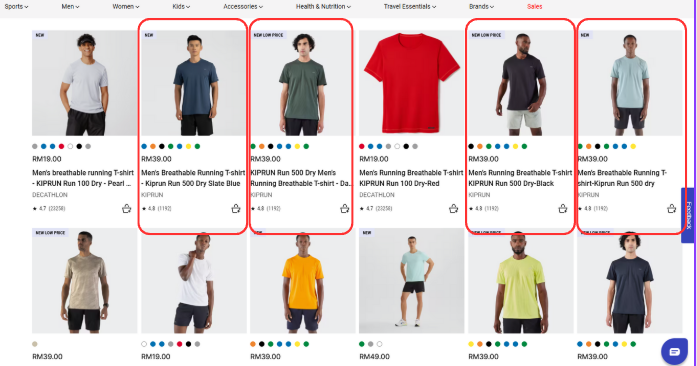 Sports
Men
Women
Kids
Accessories
Health & Nutrition
Travel Essentials
Brands
Sales
NEW
NEW
NEW LOW PRICE
NEW LOW PRICE
NEW
RM19.00
RM39.00
RM39.00
RM19.00
RM39.00
RM39.00
Men's breathable running T-shirt
- KIPRUN Run 100 Dry - Pearl ...
DECATHLON
★ 4.7 (23258)
Men's Breathable Running T-shirt
- Kiprun Run 500 Dry Slate Blue
KIPRUN
★ 4.8 (1192)
KIPRUN Run 500 Dry Men's
Running Breathable T-shirt - Da...
KIPRUN
★ 4.8 (1192)
Men's breathable running T-shirt
KIPRUN Run 100 Dry-Red
DECATHLON
★ 4.7 (23258)
Men's Breathable Running T-shirt
KIPRUN Run 500 Dry-Black
KIPRUN
★ 4.8 (1192)
Men's Breathable Running T-
shirt-Kiprun Run 500 dry
KIPRUN
★ 4.8 (1192)
Feedback
NEW LOW PRICE
NEW
NEW LOW PRICE
NEW LOW PRICE
RM39.00
RM19.00
RM39.00
RM49.00
RM39.00
RM39.00